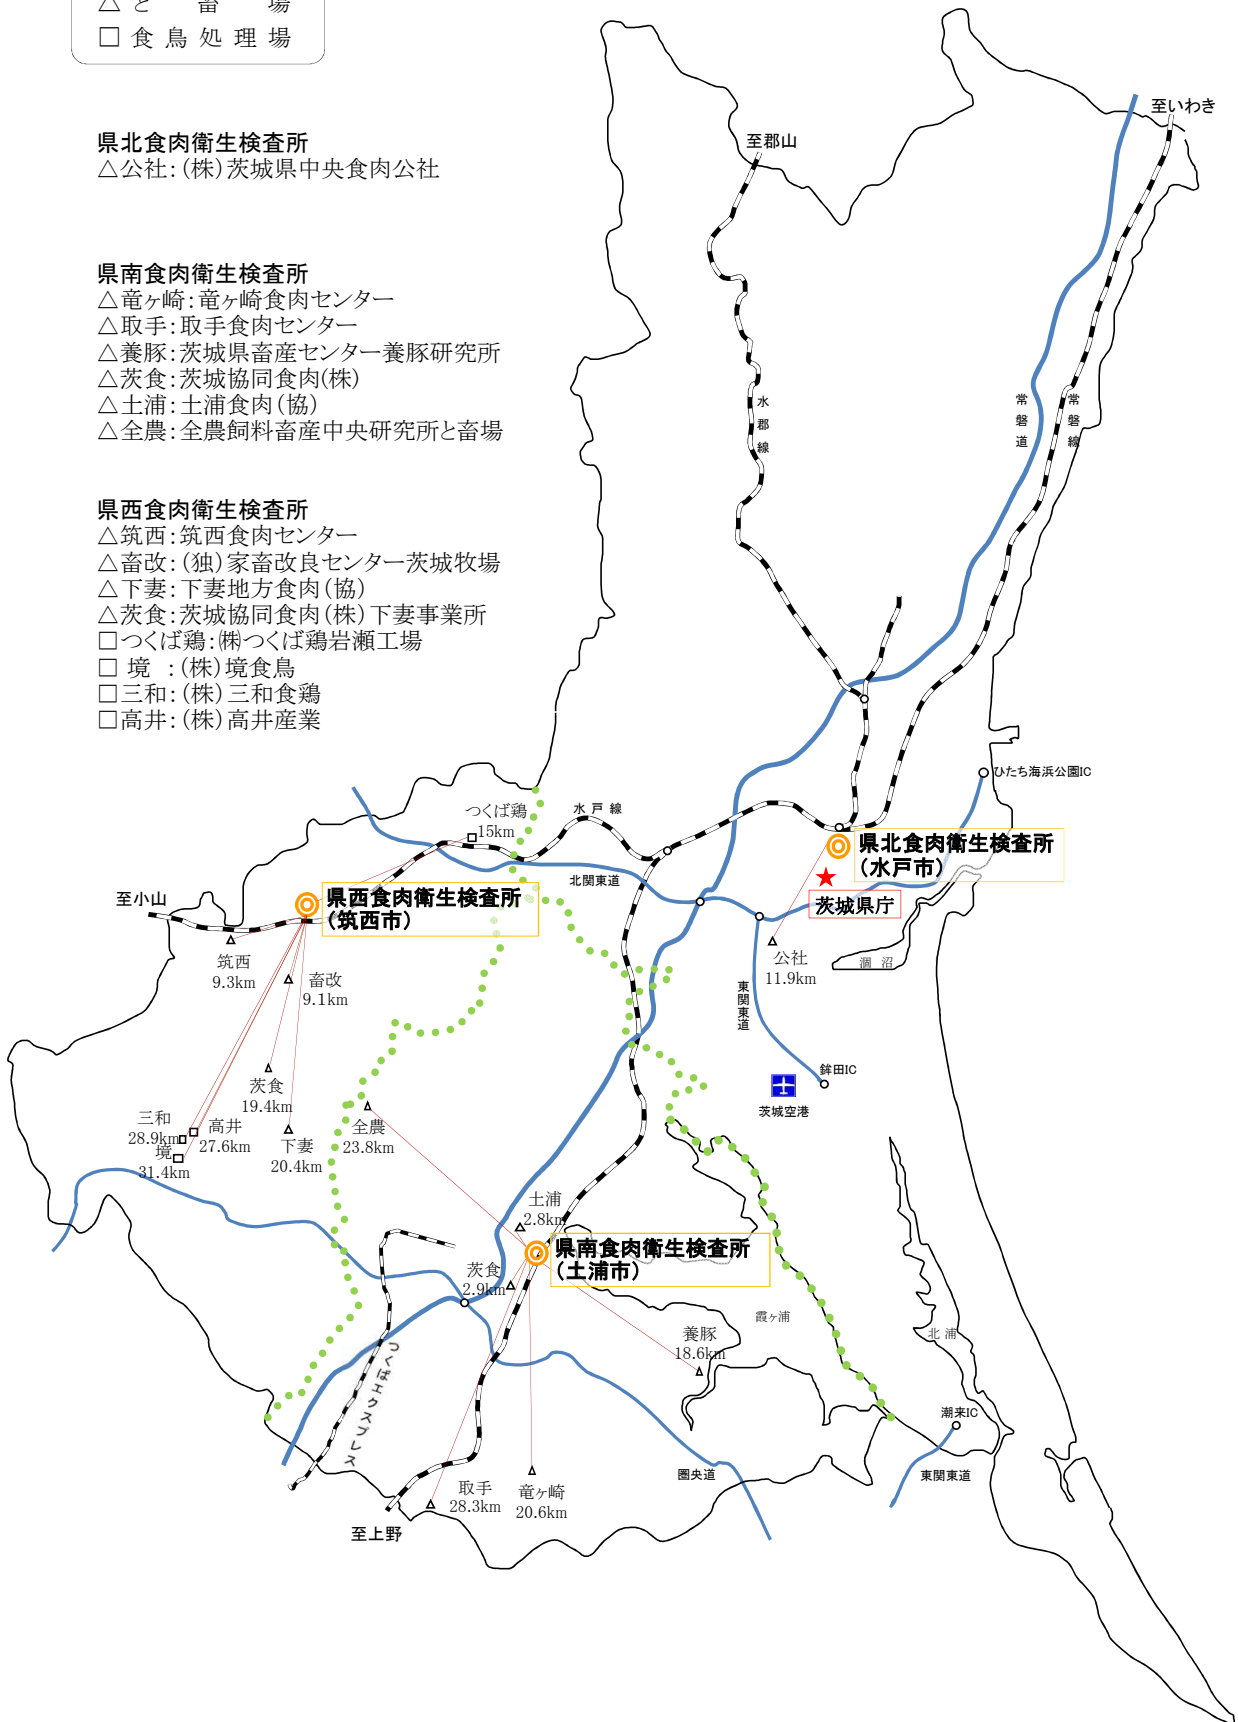 △と畜場
□食鳥処理場
県北食肉衛生検査所
△公社：(株)茨城県中央食肉公社
県南食肉衛生検査所
△竜ヶ崎：竜ヶ崎食肉センター
△取手：取手食肉センター
△養豚：茨城県畜産センター養豚研究所
△茨食：茨城協同食肉(株)
△土浦：土浦食肉(協)
△全農：全農飼料畜産中央研究所と畜場
県西食肉衛生検査所
△筑西：筑西食肉センター
△畜改：(独)家畜改良センター茨城牧場
△下妻：下妻地方食肉(協)
△茨食：茨城協同食肉(株)下妻事業所
□つくば鶏：㈱つくば鶏岩瀬工場
□ 境 ：(株)境食鳥
□三和：(株)三和食鶏
□高井：(株)高井産業
至いわき
至郡山
水郡線
常磐道
常磐線
ひたち海浜公園IC
つくば鶏
15km
水戸線
県北食肉衛生検査所
(水戸市)
北関東道
茨城県庁
至小山
県西食肉衛生検査所
(筑西市)
筑西
9.3km
畜改
9.1km
公社
11.9km
涸沼
東関東道
鉾田IC
茨城空港
茨食
19.4km
三和
28.9km
高井
27.6km
境
31.4km
下妻
20.4km
全農
23.8km
土浦
2.8km
県南食肉衛生検査所
(土浦市)
茨食
2.9km
霞ヶ浦
北浦
養豚
18.6km
つくばエクスプレス
潮来IC
圏央道
東関東道
取手
28.3km
竜ヶ崎
20.6km
至上野